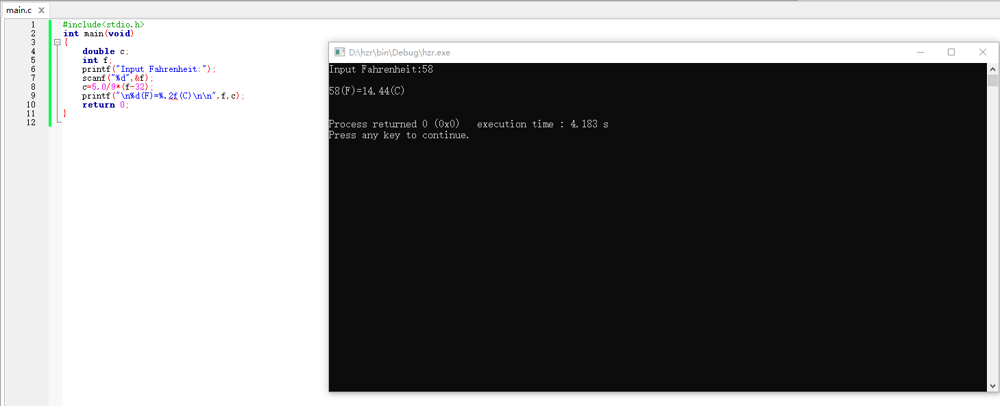 main.c
1 #include<stdio.h>
2 int main(void)
3 {
4 double c;
5 int f;
6 printf("Input Fahrenheit:");
7 scanf("%d",&f);
8 c=5.0/9*(f-32);
9 printf("\n%d(F)=%.2f(C)\n\n",f,c);
10 return 0;
11 }
12
D:\hzr\bin\Debug\hzr.exe
Input Fahrenheit:58
58(F)=14.44(C)
Process returned 0 (0x0) execution time : 4.183 s
Press any key to continue.